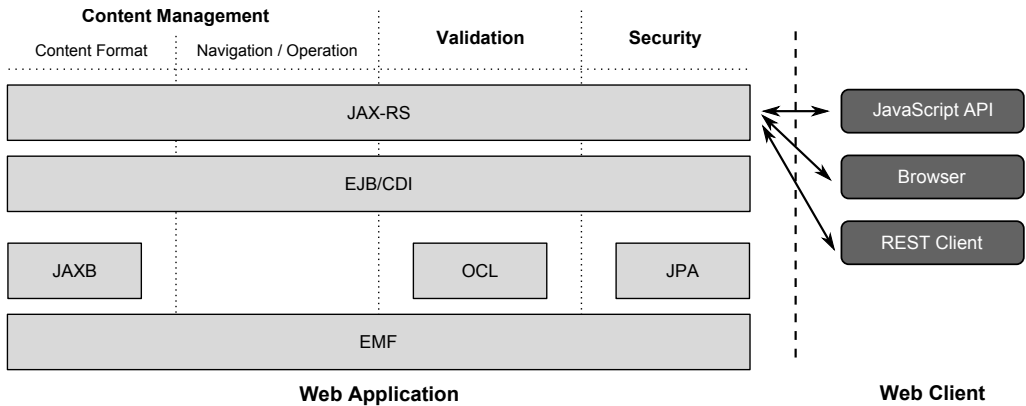 Content Management
Validation
Security
Content Format
Navigation / Operation
JAX-RS
JavaScript API
EJB/CDI
Browser
REST Client
JAXB
OCL
JPA
EMF
Web Application
Web Client